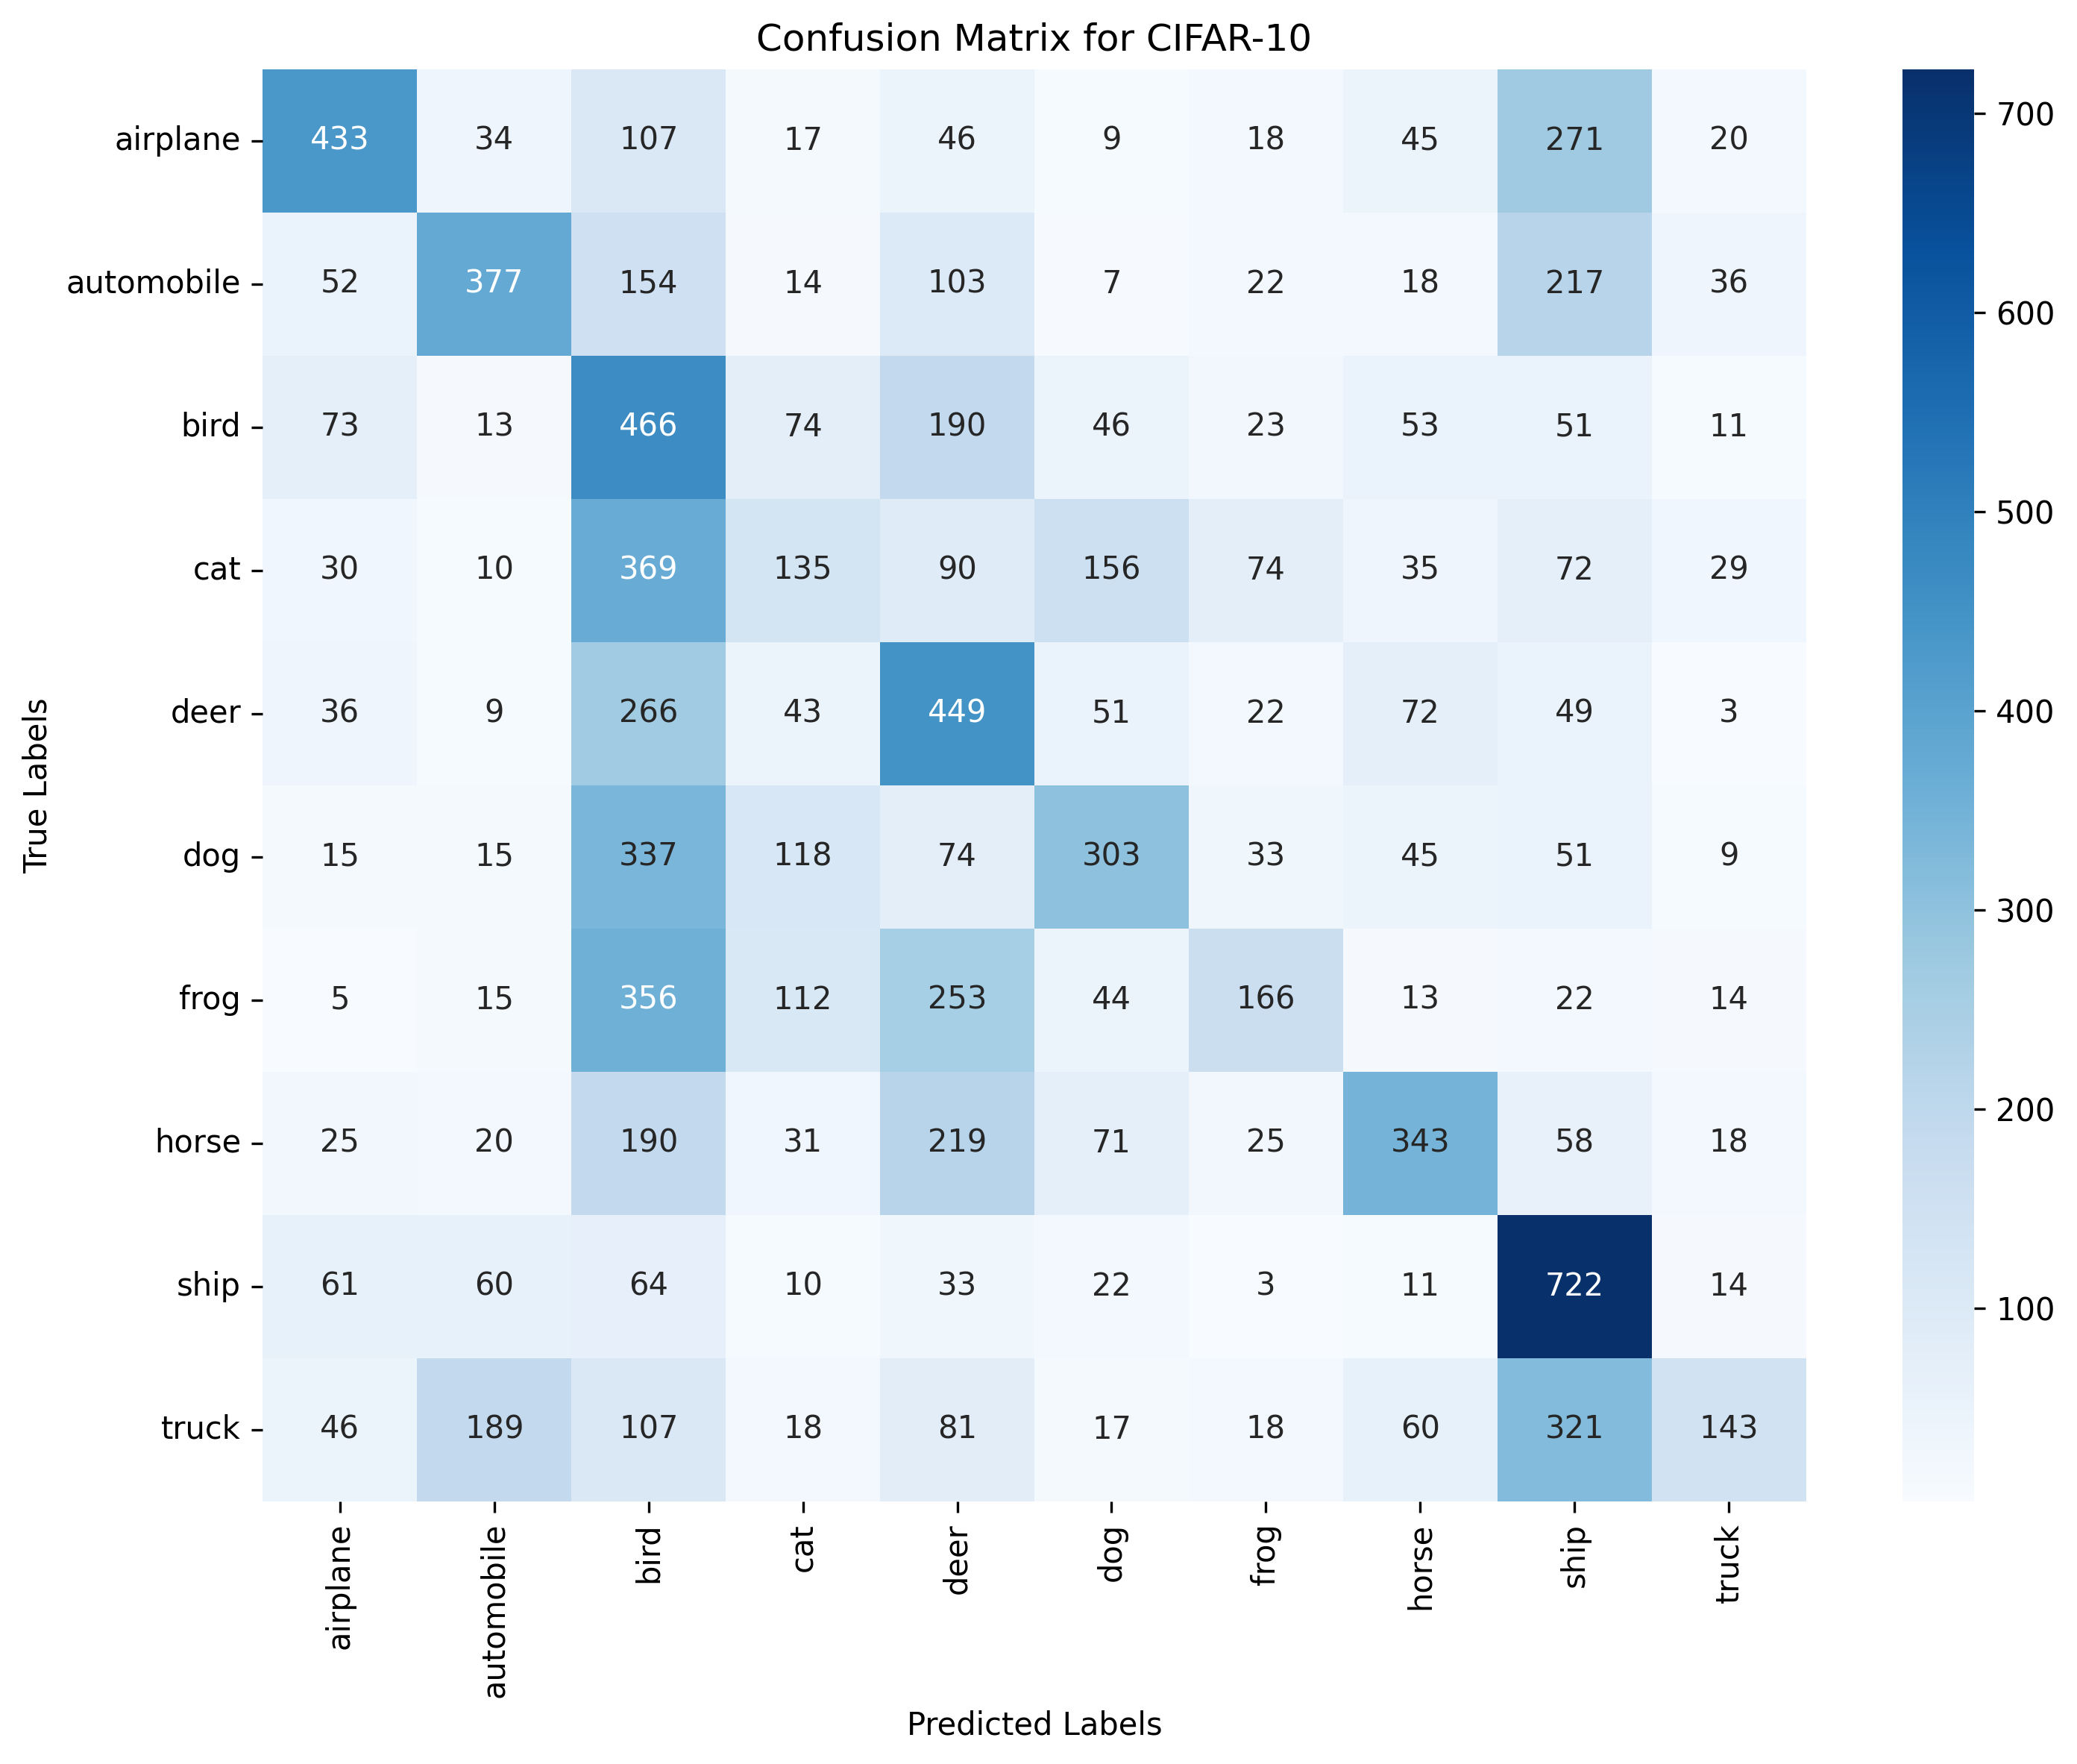 Confusion Matrix for CIFAR-10
airplane 433 34 107 17 46 9 18 45 271 20
automobile 52 377 154 14 103 7 22 18 217 36
bird 73 13 466 74 190 46 23 53 51 11
cat 30 10 369 135 90 156 74 35 72 29
deer 36 9 266 43 449 51 22 72 49 3
dog 15 15 337 118 74 303 33 45 51 9
frog 5 15 356 112 253 44 166 13 22 14
horse 25 20 190 31 219 71 25 343 58 18
ship 61 60 64 10 33 22 3 11 722 14
truck 46 189 107 18 81 17 18 60 321 143
airplane automobile bird cat deer dog frog horse ship truck
Predicted Labels
True Labels
700
600
500
400
300
200
100